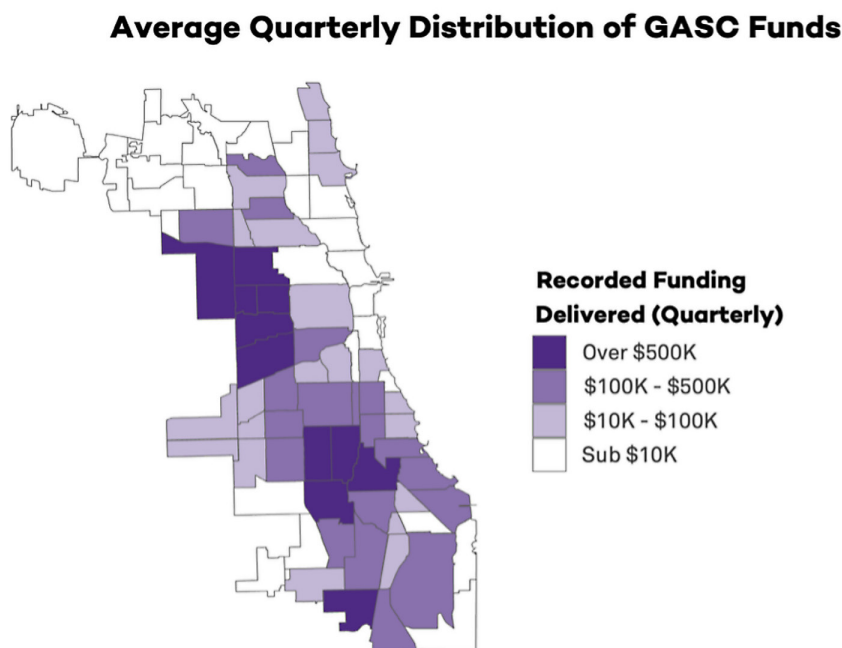 Average Quarterly Distribution of GASC Funds
Recorded Funding
Delivered (Quarterly)
Over $500K
$100K - $500K
$10K - $100K
Sub $10K